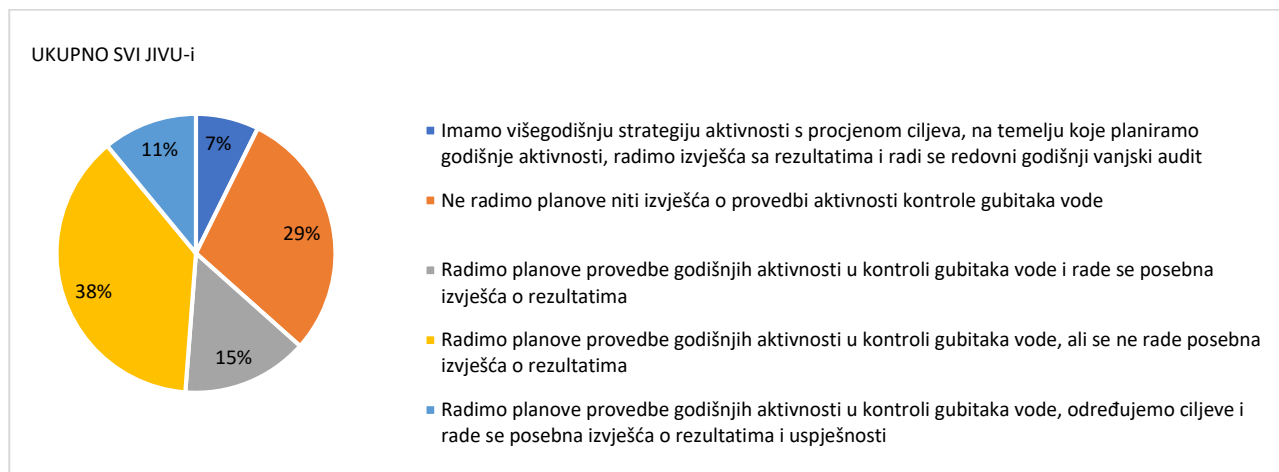 UKUPNO SVI JIVU-i
7%
29%
15%
38%
11%
Imamo višegodišnju strategiju aktivnosti s procjenom ciljeva, na temelju koje planiramo
godišnje aktivnosti, radimo izvješća sa rezultatima i radi se redovni godišnji vanjski audit
Ne radimo planove niti izvješća o provedbi aktivnosti kontrole gubitaka vode
Radimo planove provedbe godišnjih aktivnosti u kontroli gubitaka vode i rade se posebna
izvješća o rezultatima
Radimo planove provedbe godišnjih aktivnosti u kontroli gubitaka vode, ali se ne rade posebna
izvješća o rezultatima
Radimo planove provedbe godišnjih aktivnosti u kontroli gubitaka vode, određujemo ciljeve i
rade se posebna izvješća o rezultatima i uspješnosti